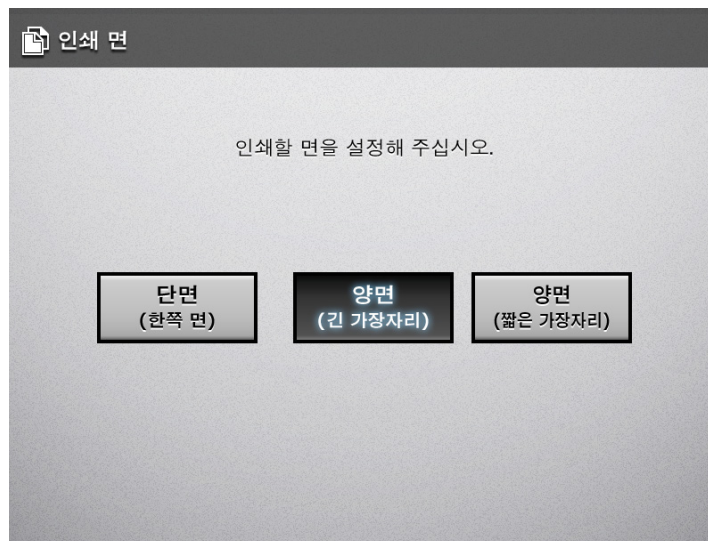 인쇄 면
인쇄할 면을 설정해 주십시오.
단면
(한쪽 면)
양면
(긴 가장자리)
양면
(짧은 가장자리)